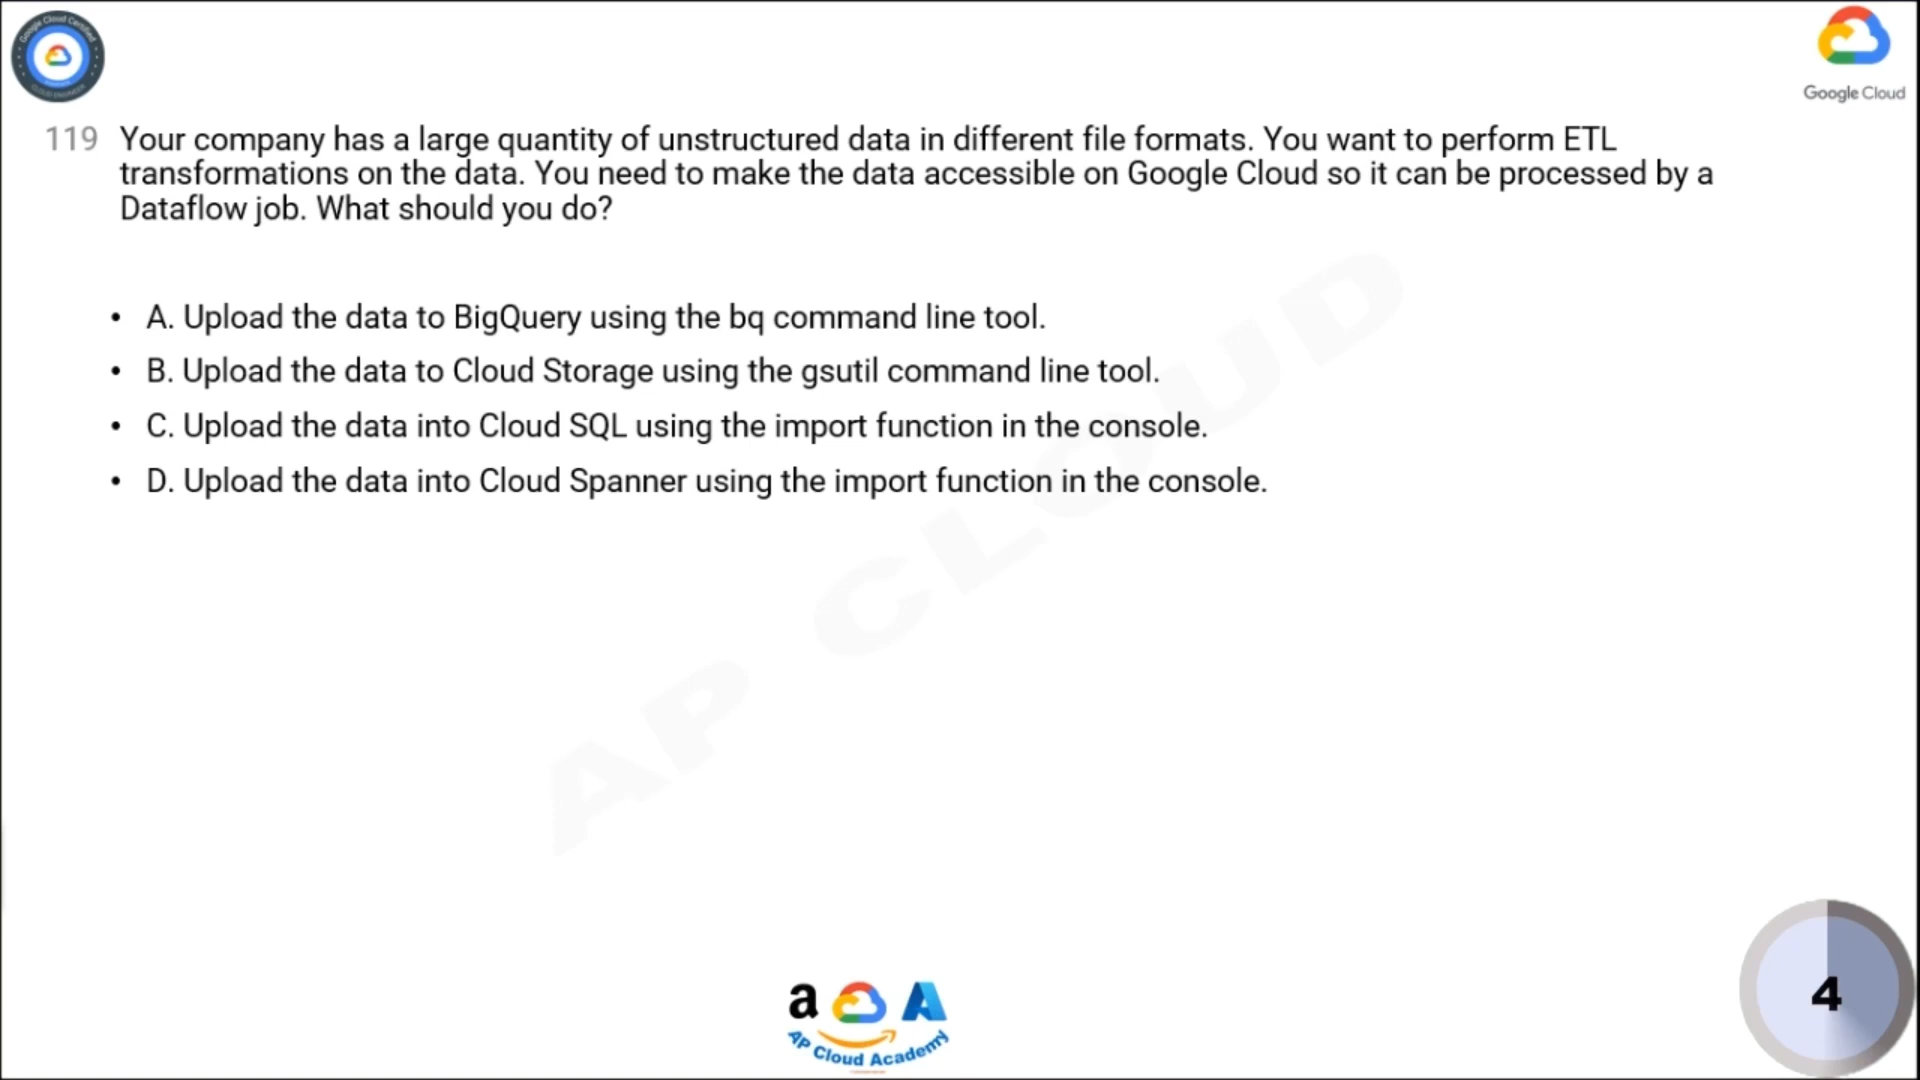 Google Cloud Certified
Google Cloud
119 Your company has a large quantity of unstructured data in different file formats. You want to perform ETL
transformations on the data. You need to make the data accessible on Google Cloud so it can be processed by a
Dataflow job. What should you do?
• A. Upload the data to BigQuery using the bq command line tool.
• B. Upload the data to Cloud Storage using the gsutil command line tool.
• C. Upload the data into Cloud SQL using the import function in the console.
• D. Upload the data into Cloud Spanner using the import function in the console.
AP CLOUD
a
AP Cloud Academy
4